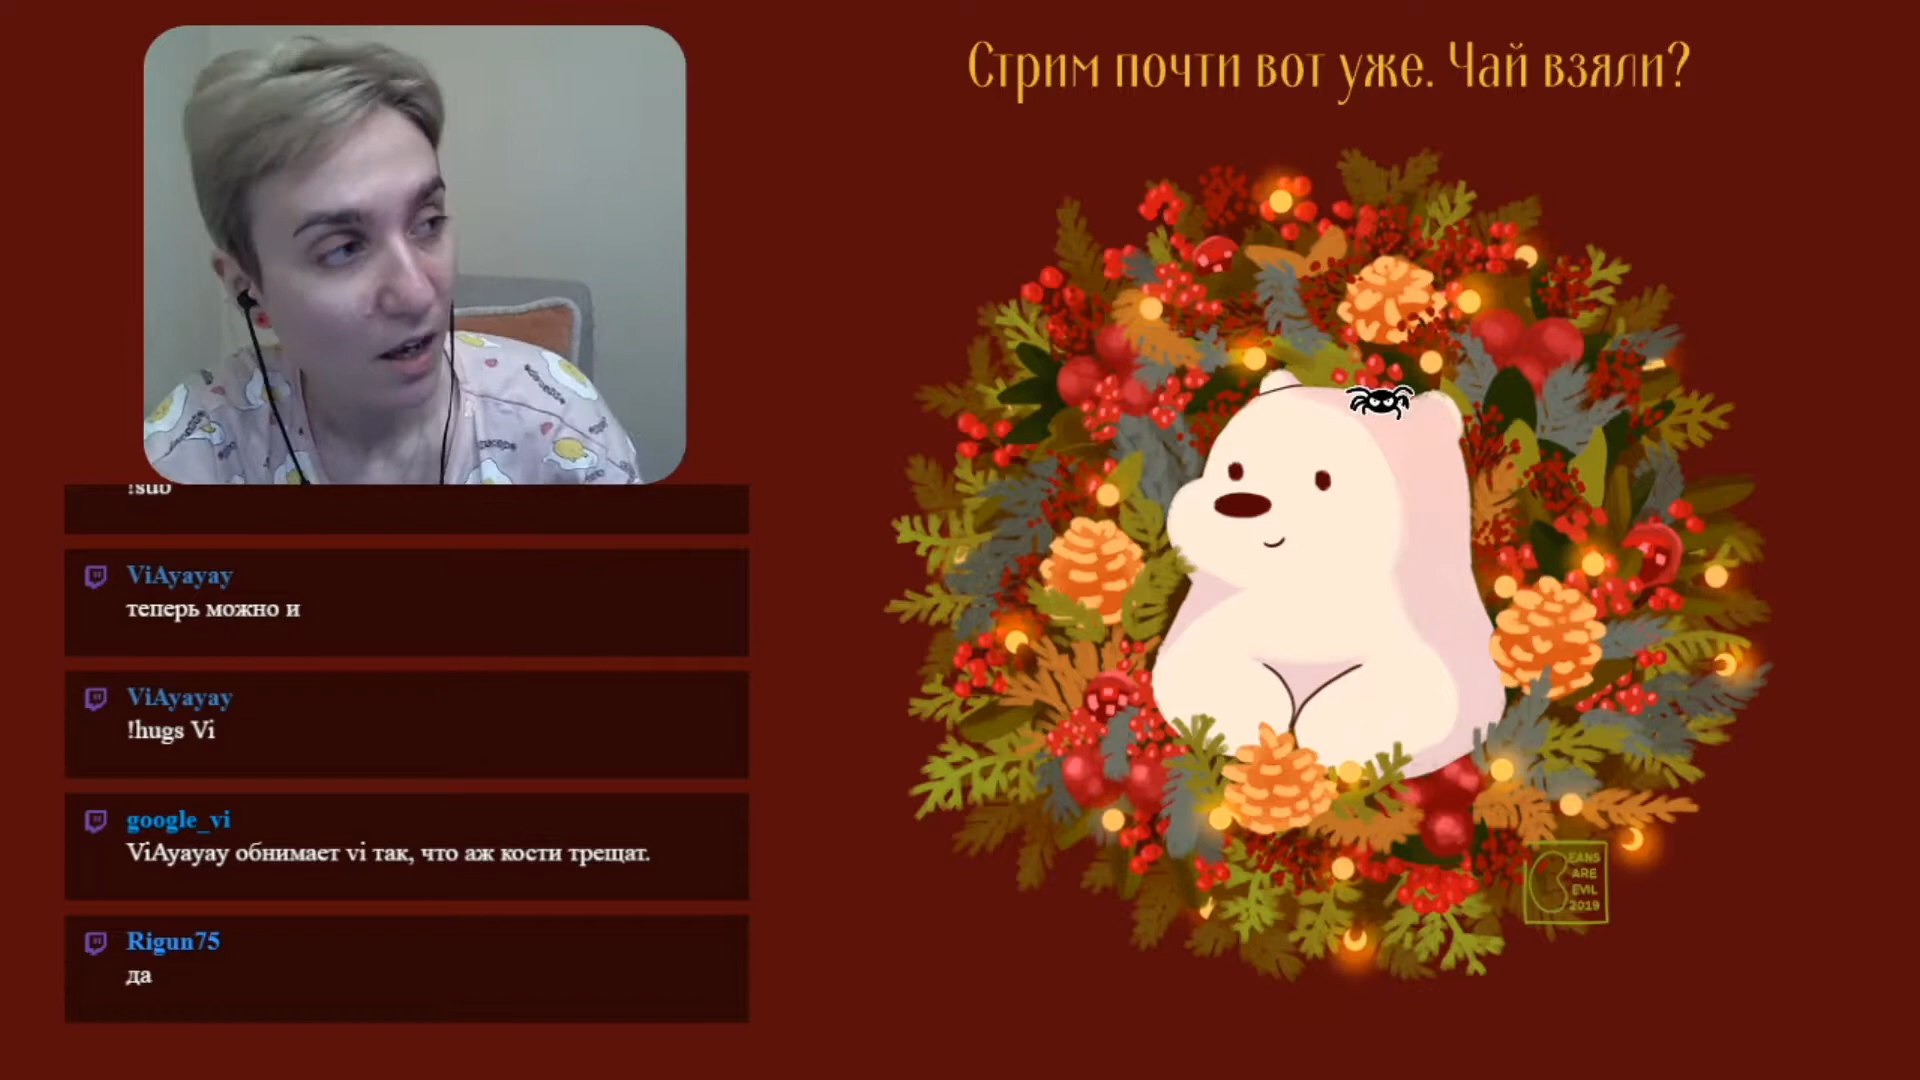 Стрим почти вот уже. Чай взяли?
!sub
ViAyayay
теперь можно и
ViAyayay
!hugs Vi
google_vi
ViAyayay обнимает vi так, что аж кости трещат.
Rigun75
да
EANS
ARE
EVIL
2019